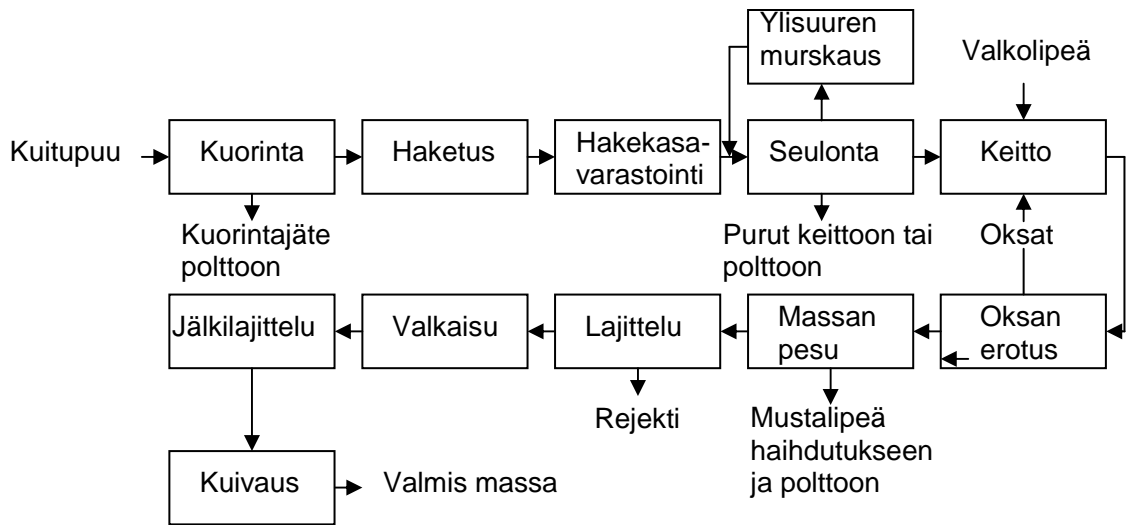 Ylisuuren
murskaus
Valkolipeä
Kuitupuu
Kuorinta
Haketus
Hakekasa-
varastointi
Seulonta
Keitto
Kuorintajäte
polttoon
Purut keittoon tai
polttoon
Oksat
Jälkilajittelu
Valkaisu
Lajittelu
Massan
pesu
Oksan
erotus
Rejekti
Mustalipeä
haihdutukseen
ja polttoon
Kuivaus
Valmis massa